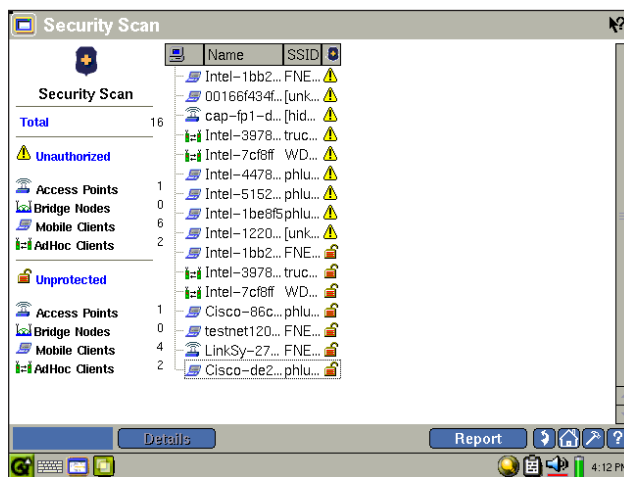 Security Scan
Security Scan
Total 16
Unauthorized
Access Points 1
Bridge Nodes 0
Mobile Clients 6
AdHoc Clients 2
Unprotected
Access Points 1
Bridge Nodes 0
Mobile Clients 4
AdHoc Clients 2
Name SSID
Intel-1bb2... FNE...
00166f434f... [unk...
cap-fp1-d... [hid...
Intel-3978... truc...
Intel-7cf8ff WD...
Intel-4478... phlu...
Intel-5152... phlu...
Intel-1be8f5 phlu...
Intel-1220... [unk...
Intel-1bb2... FNE...
Intel-3978... truc...
Intel-7cf8ff WD...
Cisco-86c... phlu...
testnet120... FNE...
LinkSy-27... FNE...
Cisco-de2... phlu...
Details
Report
?
4:12 PM